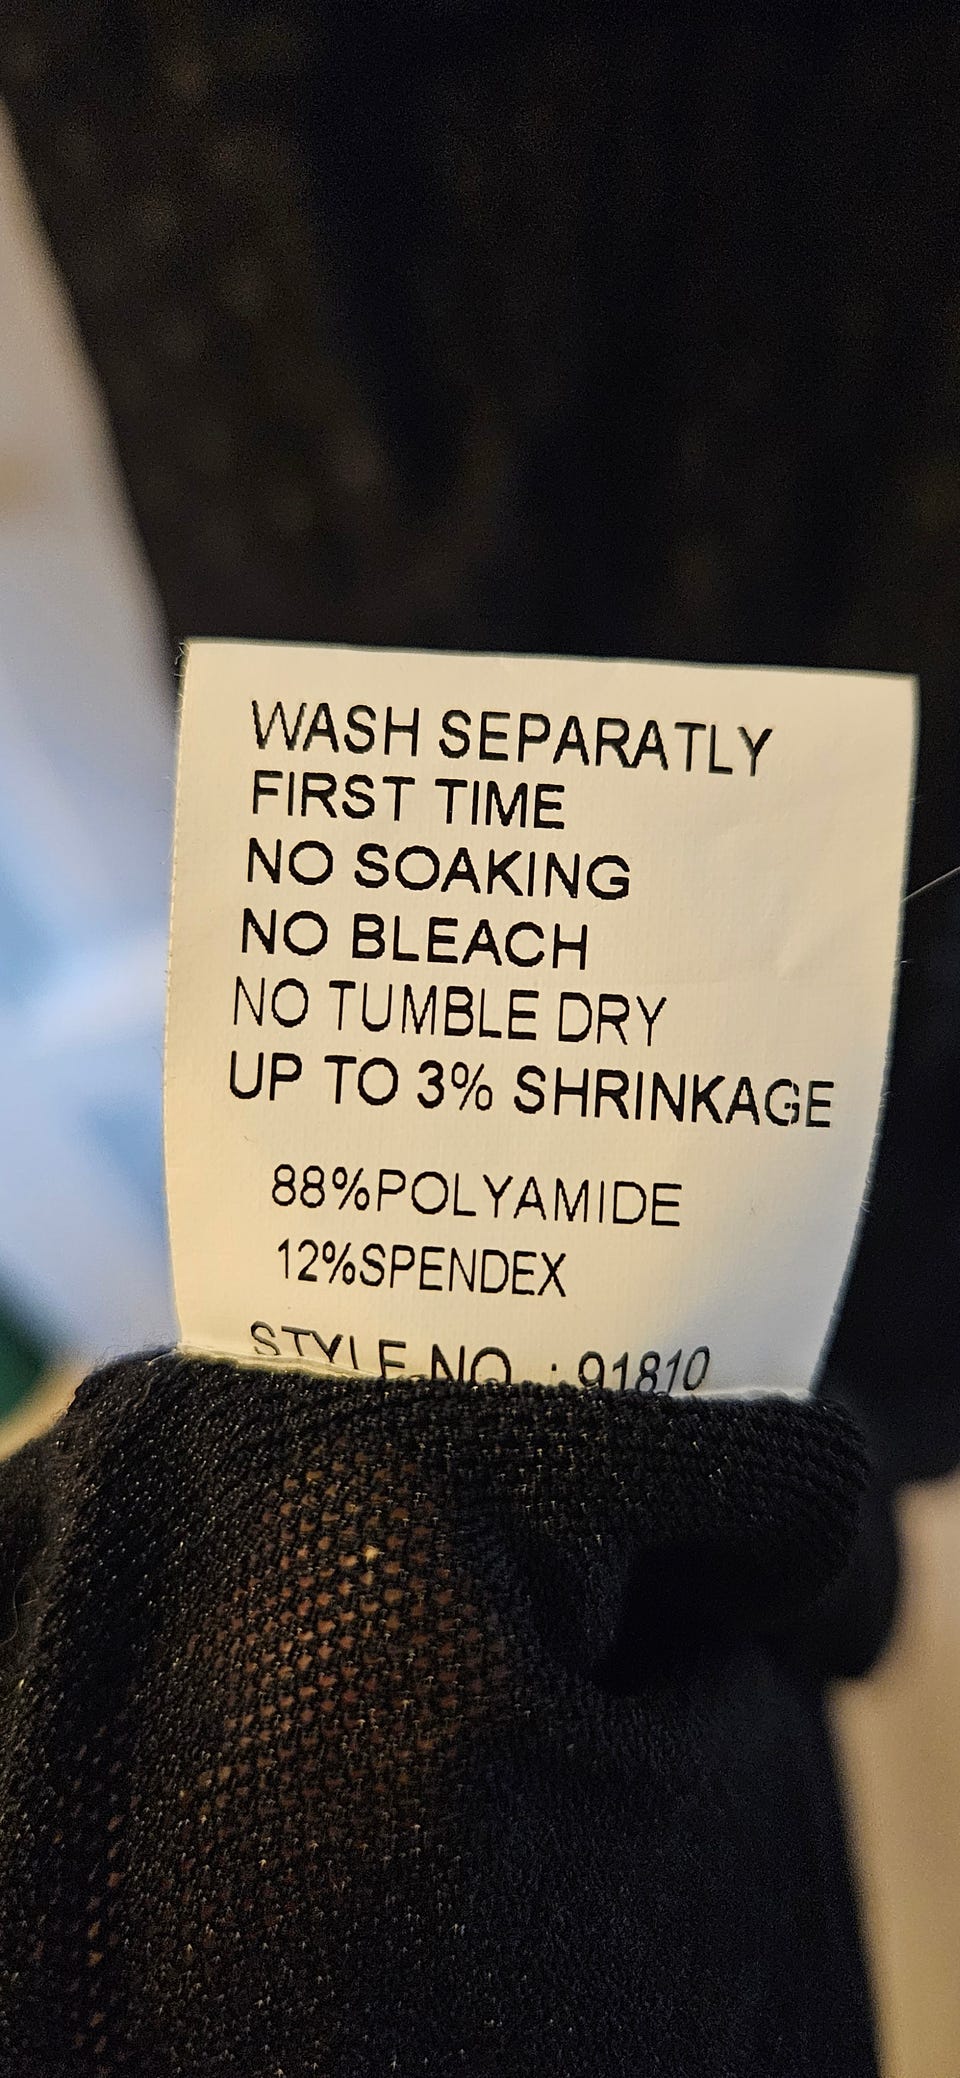 WASH SEPARATLY
FIRST TIME
NO SOAKING
NO BLEACH
NO TUMBLE DRY
UP TO 3% SHRINKAGE
88%POLYAMIDE
12%SPENDEX
STYLE NO. : 91810